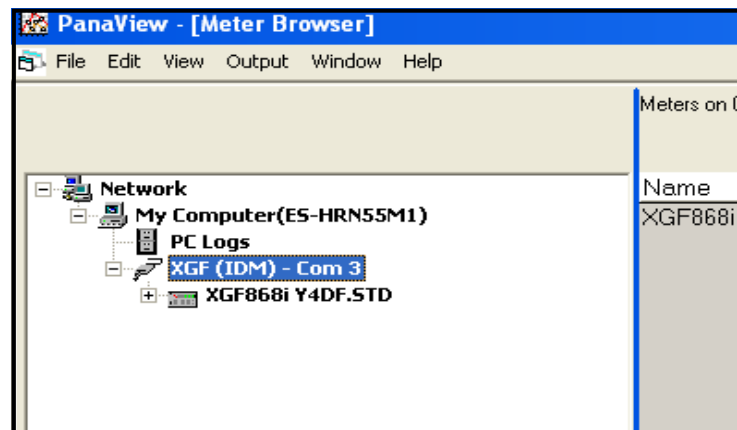 PanaView - [Meter Browser]
File Edit View Output Window Help
Meters on
Network
My Computer(ES-HRN55M1)
PC Logs
XGF (IDM) - Com 3
XGF868i Y4DF.STD
Name
XGF868i